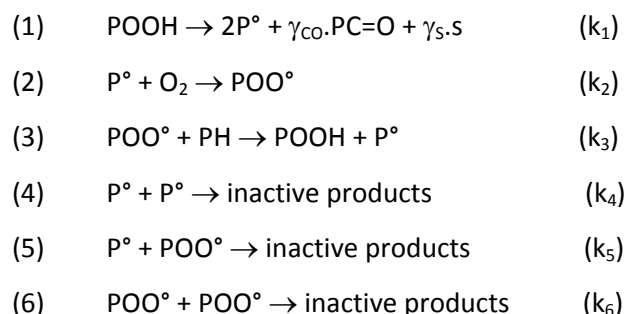 (1) POOH → 2P° + γCO.PC=O + γS.s (k1)
(2) P° + O2 → POO° (k2)
(3) POO° + PH → POOH + P° (k3)
(4) P° + P° → inactive products (k4)
(5) P° + POO° → inactive products (k5)
(6) POO° + POO° → inactive products (k6)